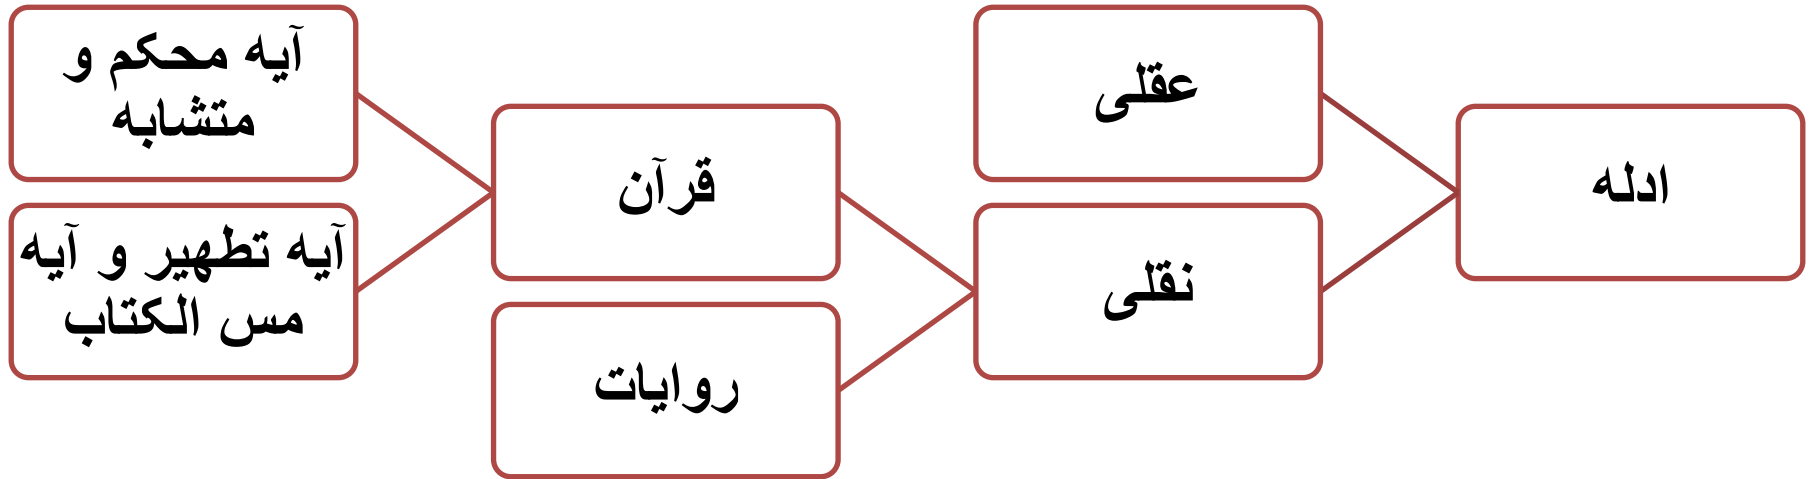 ادله
عقلی
نقلی
قرآن
روایات
آیه محکم و
متشابه
آیه تطهیر و آیه
مس الکتاب